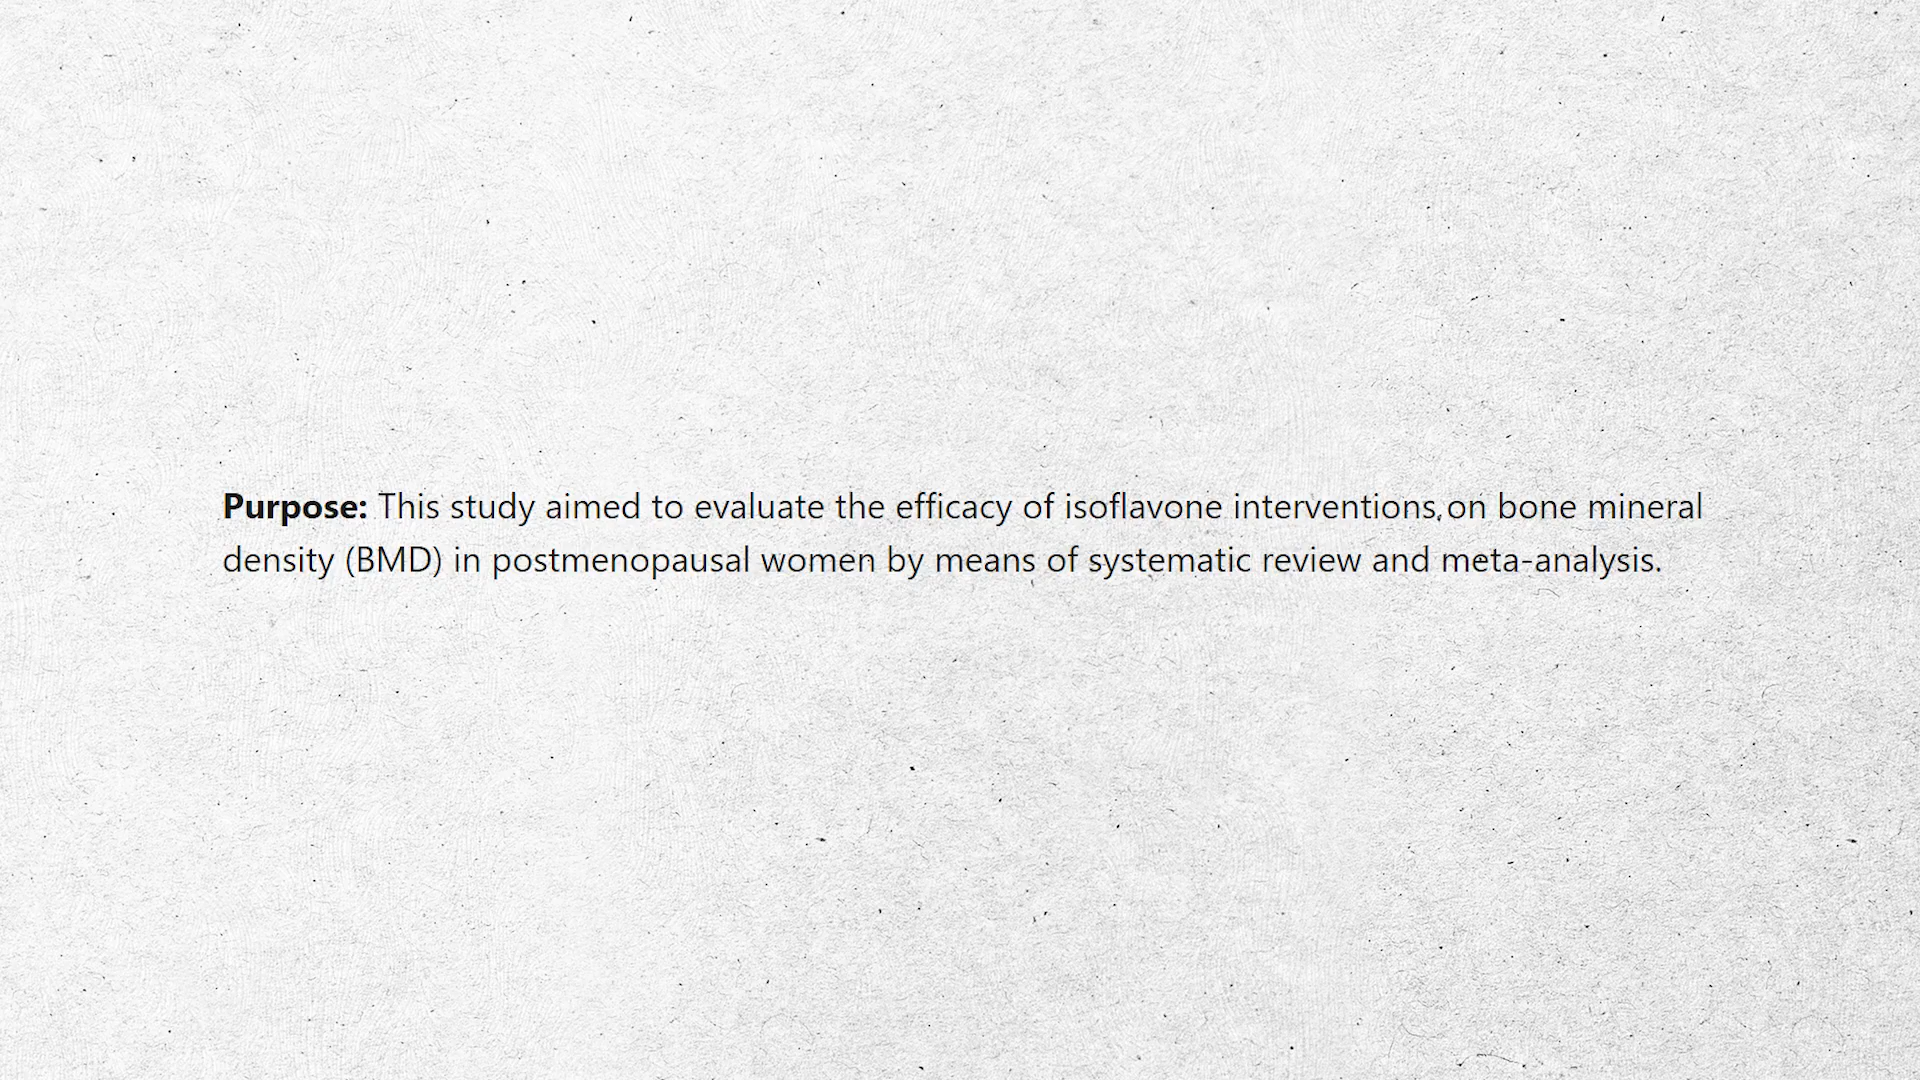 Purpose: This study aimed to evaluate the efficacy of isoflavone interventions on bone mineral
density (BMD) in postmenopausal women by means of systematic review and meta-analysis.